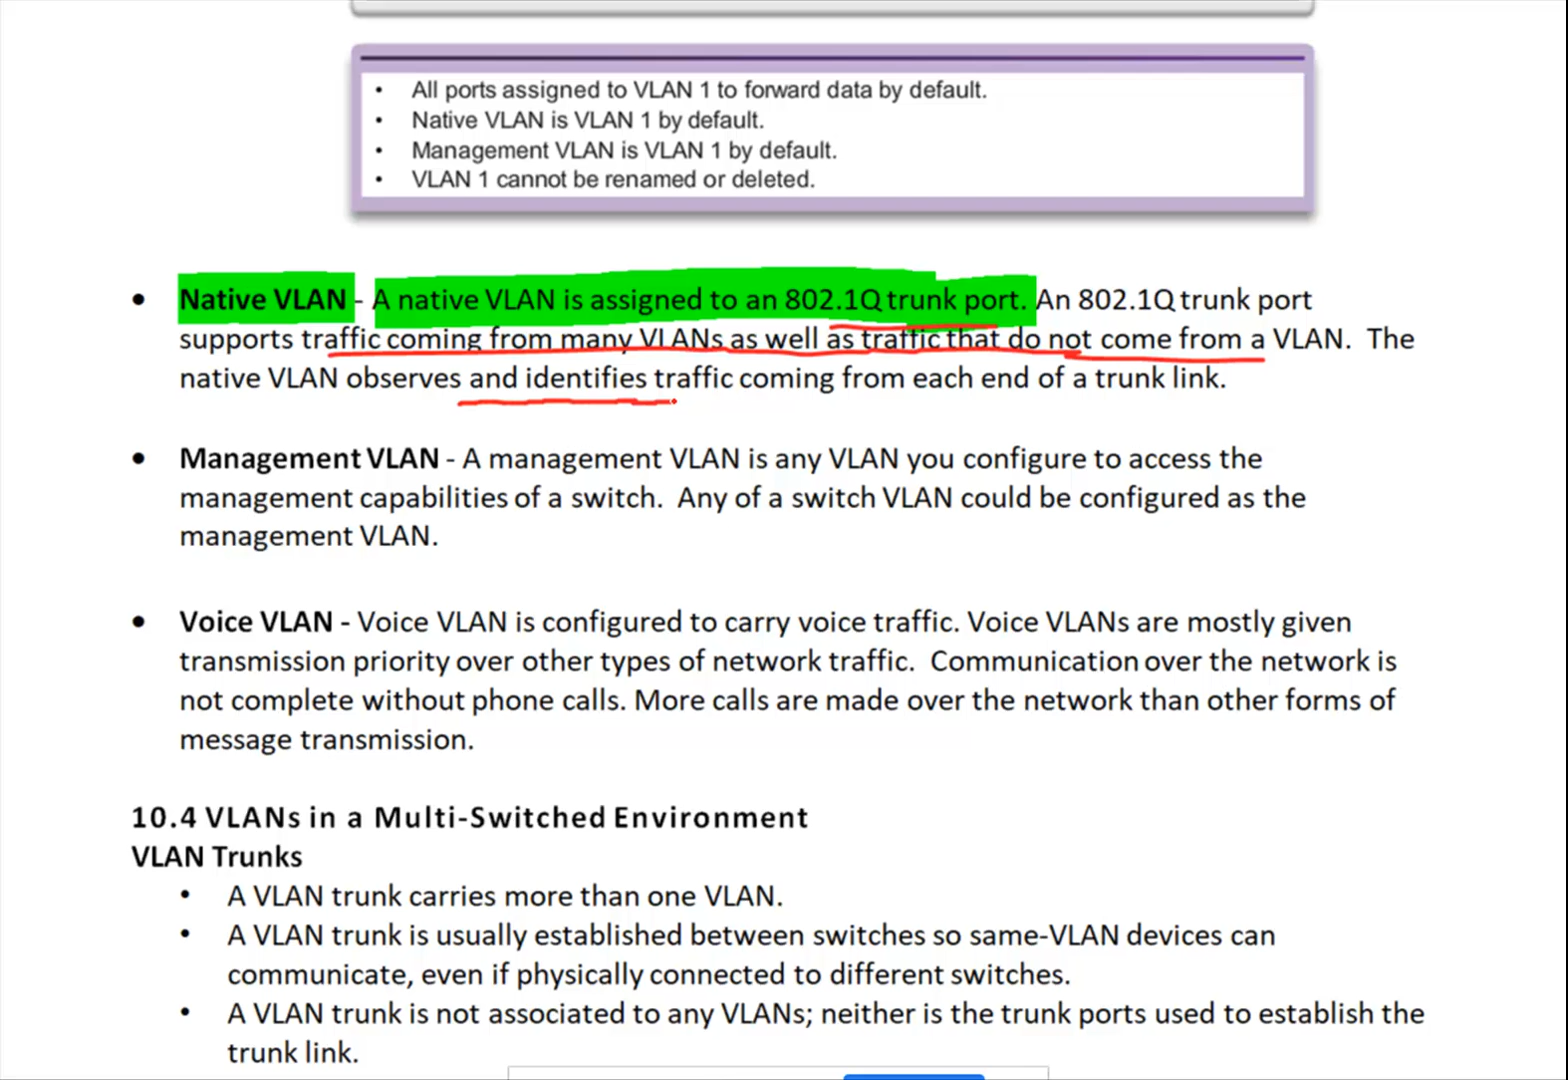 • All ports assigned to VLAN 1 to forward data by default.
• Native VLAN is VLAN 1 by default.
• Management VLAN is VLAN 1 by default.
• VLAN 1 cannot be renamed or deleted.
• Native VLAN - A native VLAN is assigned to an 802.1Q trunk port. An 802.1Q trunk port
supports traffic coming from many VLANs as well as traffic that do not come from a VLAN. The
native VLAN observes and identifies traffic coming from each end of a trunk link.
• Management VLAN - A management VLAN is any VLAN you configure to access the
management capabilities of a switch. Any of a switch VLAN could be configured as the
management VLAN.
• Voice VLAN - Voice VLAN is configured to carry voice traffic. Voice VLANs are mostly given
transmission priority over other types of network traffic. Communication over the network is
not complete without phone calls. More calls are made over the network than other forms of
message transmission.
10.4 VLANs in a Multi-Switched Environment
VLAN Trunks
• A VLAN trunk carries more than one VLAN.
• A VLAN trunk is usually established between switches so same-VLAN devices can
communicate, even if physically connected to different switches.
• A VLAN trunk is not associated to any VLANs; neither is the trunk ports used to establish the
trunk link.